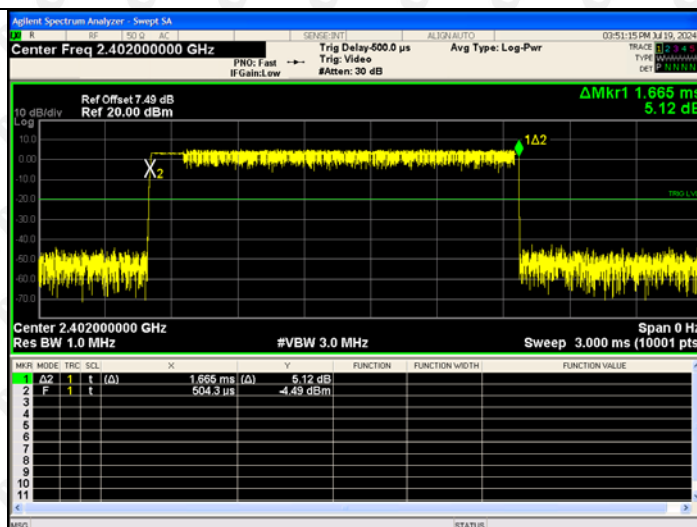 Agilent Spectrum Analyzer - Swept SA
R RF 50 Ω AC SENSE:INT ALIGN AUTO 03:51:15 PM Jul 19, 2024
Center Freq 2.402000000 GHz
PNO: Fast
IFGain:Low
Trig Delay-500.0 µs
Trig: Video
#Atten: 30 dB
Avg Type: Log-Pwr
TRACE 1 2 3 4 5
TYPE
DET P N N N N
ΔMkr1 1.665 ms
5.12 dB
Ref Offset 7.49 dB
10 dB/div Ref 20.00 dBm
Log
1Δ2
10.0
0.00
2
-10.0
-20.0
TRIG LVL
-30.0
-40.0
-50.0
-60.0
-70.0
Center 2.402000000 GHz Span 0 Hz
Res BW 1.0 MHz #VBW 3.0 MHz Sweep 3.000 ms (10001 pts
MKR MODE TRC SCL X Y FUNCTION FUNCTION WIDTH FUNCTION VALUE
1 Δ2 1 t (Δ) 1.665 ms (Δ) 5.12 dB
2 F 1 t 504.3 µs -4.49 dBm
3
4
5
6
7
8
9
10
11
MSG STATUS